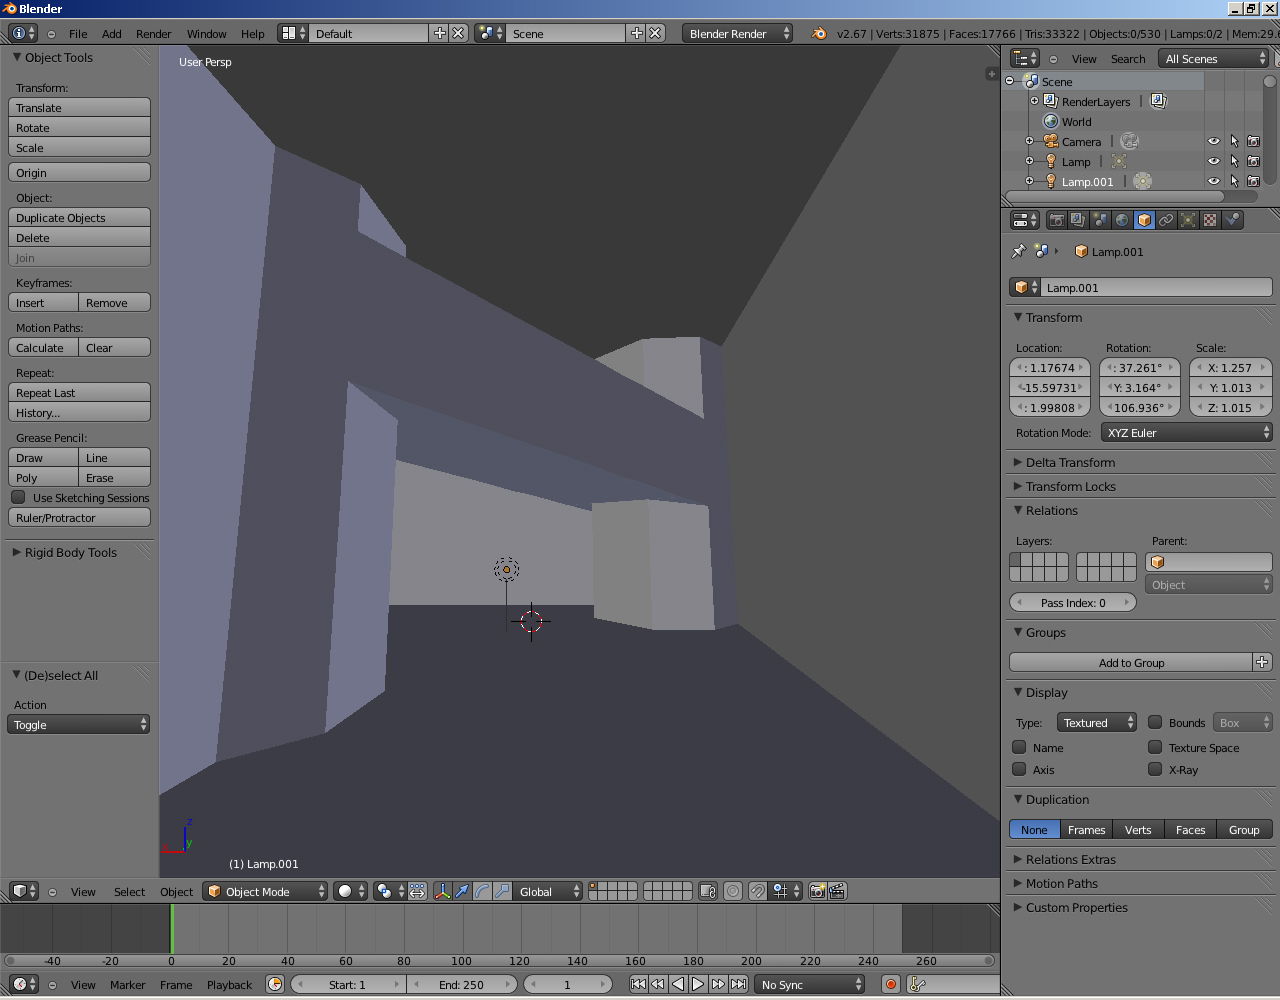 Blender
File Add Render Window Help Default Scene Blender Render v2.67 | Verts:31875 | Faces:17766 | Tris:33322 | Objects:0/530 | Lamps:0/2 | Mem:29.
Object Tools
Transform:
Translate
Rotate
Scale
Origin
Object:
Duplicate Objects
Delete
Join
Keyframes:
Insert Remove
Motion Paths:
Calculate Clear
Repeat:
Repeat Last
History...
Grease Pencil:
Draw Line
Poly Erase
Use Sketching Sessions
Ruler/Protractor
Rigid Body Tools
(De)select All
Action
Toggle
User Persp
z
y
(1) Lamp.001
View Select Object Object Mode Global
-40 -20 0 20 40 60 80 100 120 140 160 180 200 220 240 260
View Marker Frame Playback Start: 1 End: 250 1 No Sync
View Search All Scenes
Scene
RenderLayers
World
Camera
Lamp
Lamp.001
Lamp.001
Lamp.001
Transform
Location: Rotation: Scale:
: 1.17674 : 37.261° X: 1.257
-15.59731 Y: 3.164° Y: 1.013
: 1.99808 106.936° Z: 1.015
Rotation Mode: XYZ Euler
Delta Transform
Transform Locks
Relations
Layers: Parent:
Object
Pass Index: 0
Groups
Add to Group
Display
Type: Textured Bounds Box
Name Texture Space
Axis X-Ray
Duplication
None Frames Verts Faces Group
Relations Extras
Motion Paths
Custom Properties